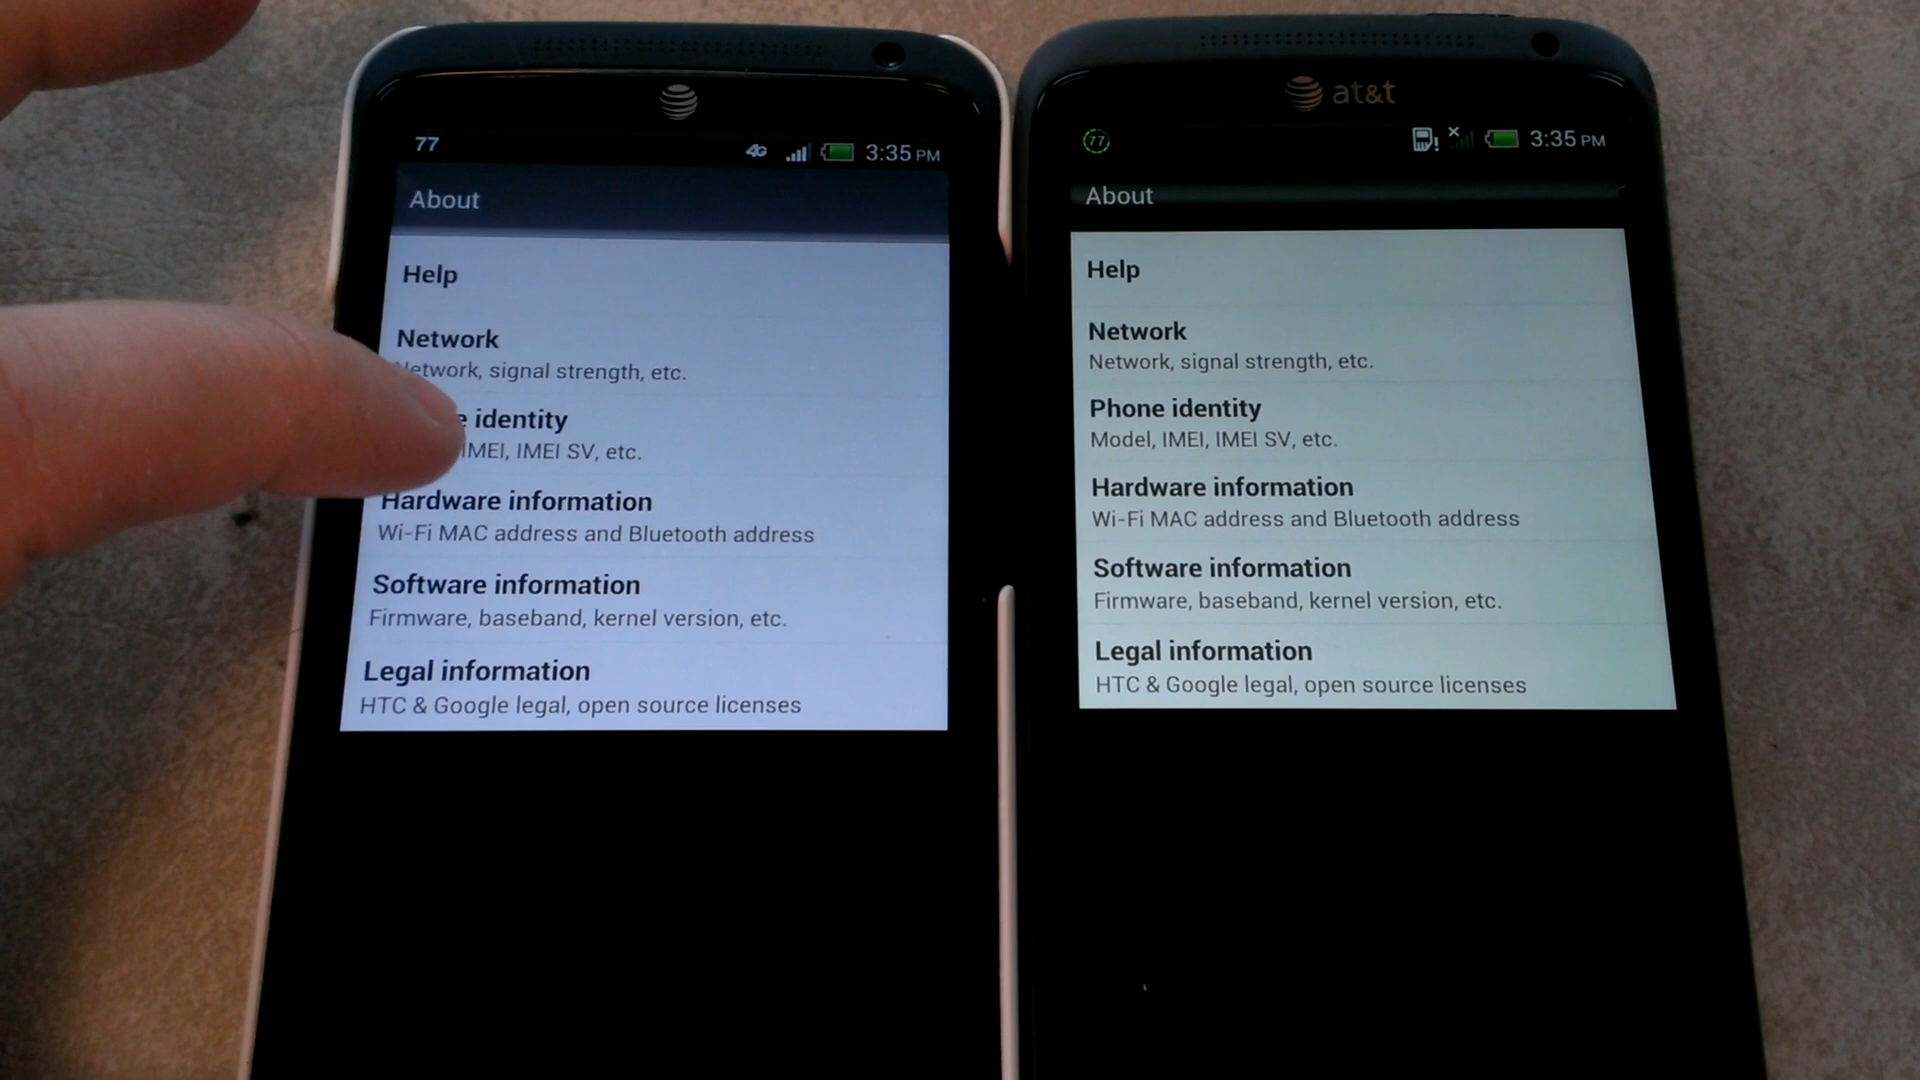 77 4G 3:35 PM
About
Help
Network
Network, signal strength, etc.
identity
IMEI, IMEI SV, etc.
Hardware information
Wi-Fi MAC address and Bluetooth address
Software information
Firmware, baseband, kernel version, etc.
Legal information
HTC & Google legal, open source licenses
at&t
77 3:35 PM
About
Help
Network
Network, signal strength, etc.
Phone identity
Model, IMEI, IMEI SV, etc.
Hardware information
Wi-Fi MAC address and Bluetooth address
Software information
Firmware, baseband, kernel version, etc.
Legal information
HTC & Google legal, open source licenses